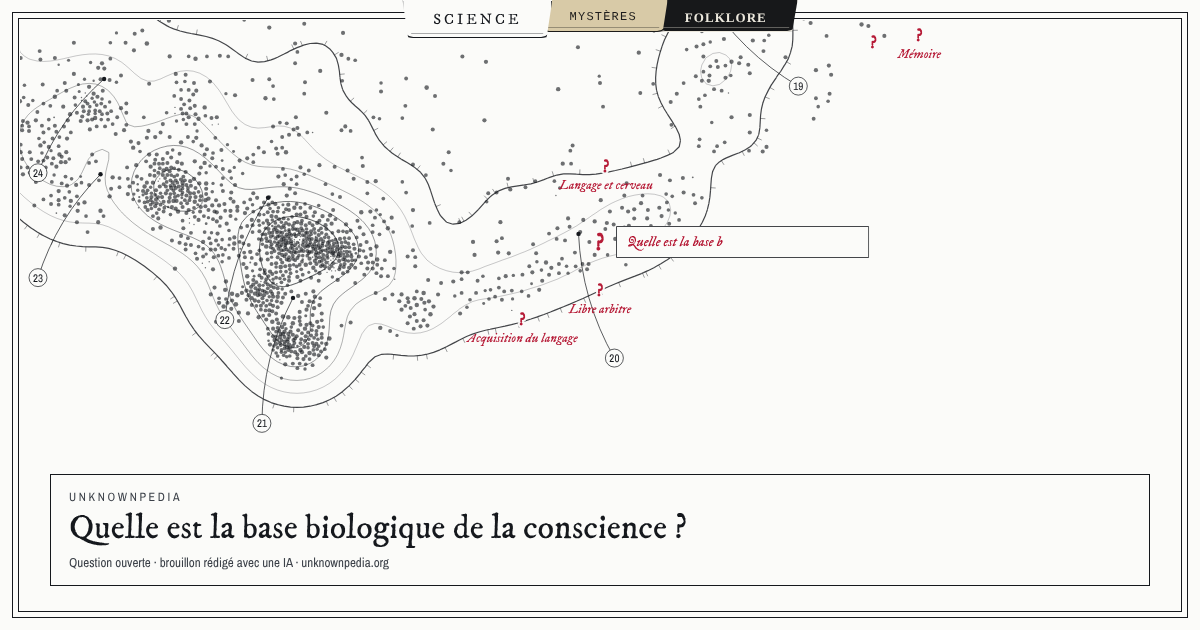 SCIENCE
MYSTÈRES
FOLKLORE
?
?
Mémoire
19
?
24
Langage et cerveau
? Quelle est la base b
23
?
22
Libre arbitre
?
Acquisition du langage
20
21
UNKNOWNPEDIA
Quelle est la base biologique de la conscience ?
Question ouverte · brouillon rédigé avec une IA · unknownpedia.org